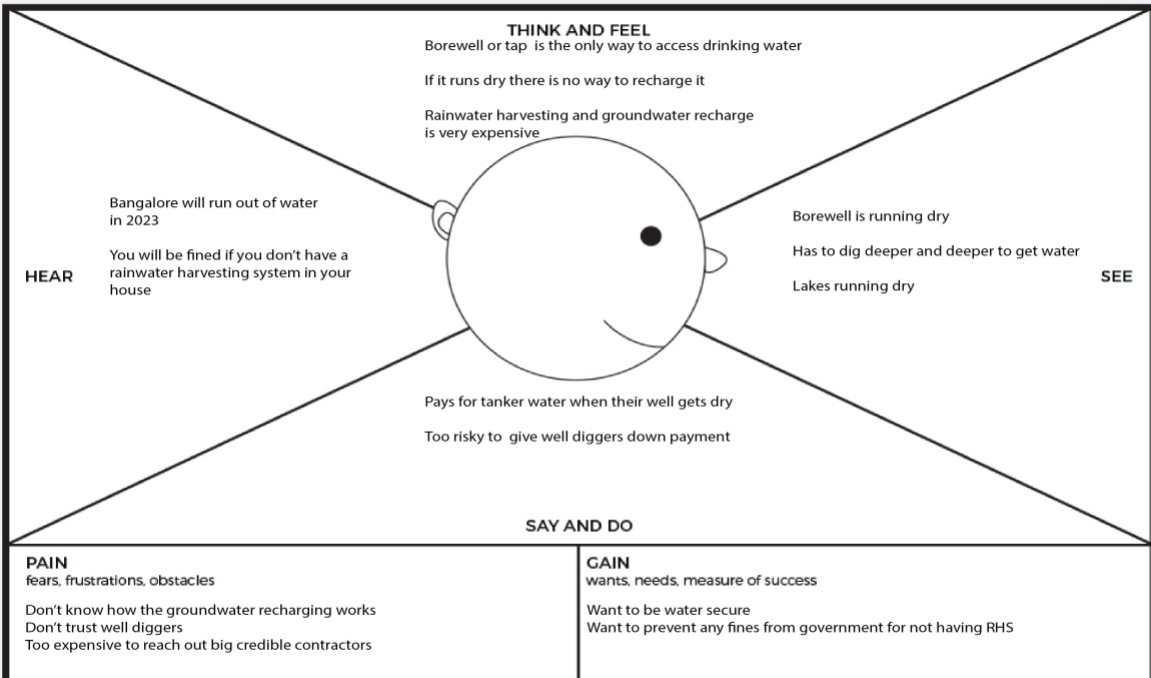 THINK AND FEEL
Borewell or tap is the only way to access drinking water
If it runs dry there is no way to recharge it
Rainwater harvesting and groundwater recharge
is very expensive
HEAR
Bangalore will run out of water
in 2023
You will be fined if you don't have a
rainwater harvesting system in your
house
SEE
Borewell is running dry
Has to dig deeper and deeper to get water
Lakes running dry
Pays for tanker water when their well gets dry
Too risky to give well diggers down payment
SAY AND DO
PAIN
fears, frustrations, obstacles
Don't know how the groundwater recharging works
Don't trust well diggers
Too expensive to reach out big credible contractors
GAIN
wants, needs, measure of success
Want to be water secure
Want to prevent any fines from government for not having RHS